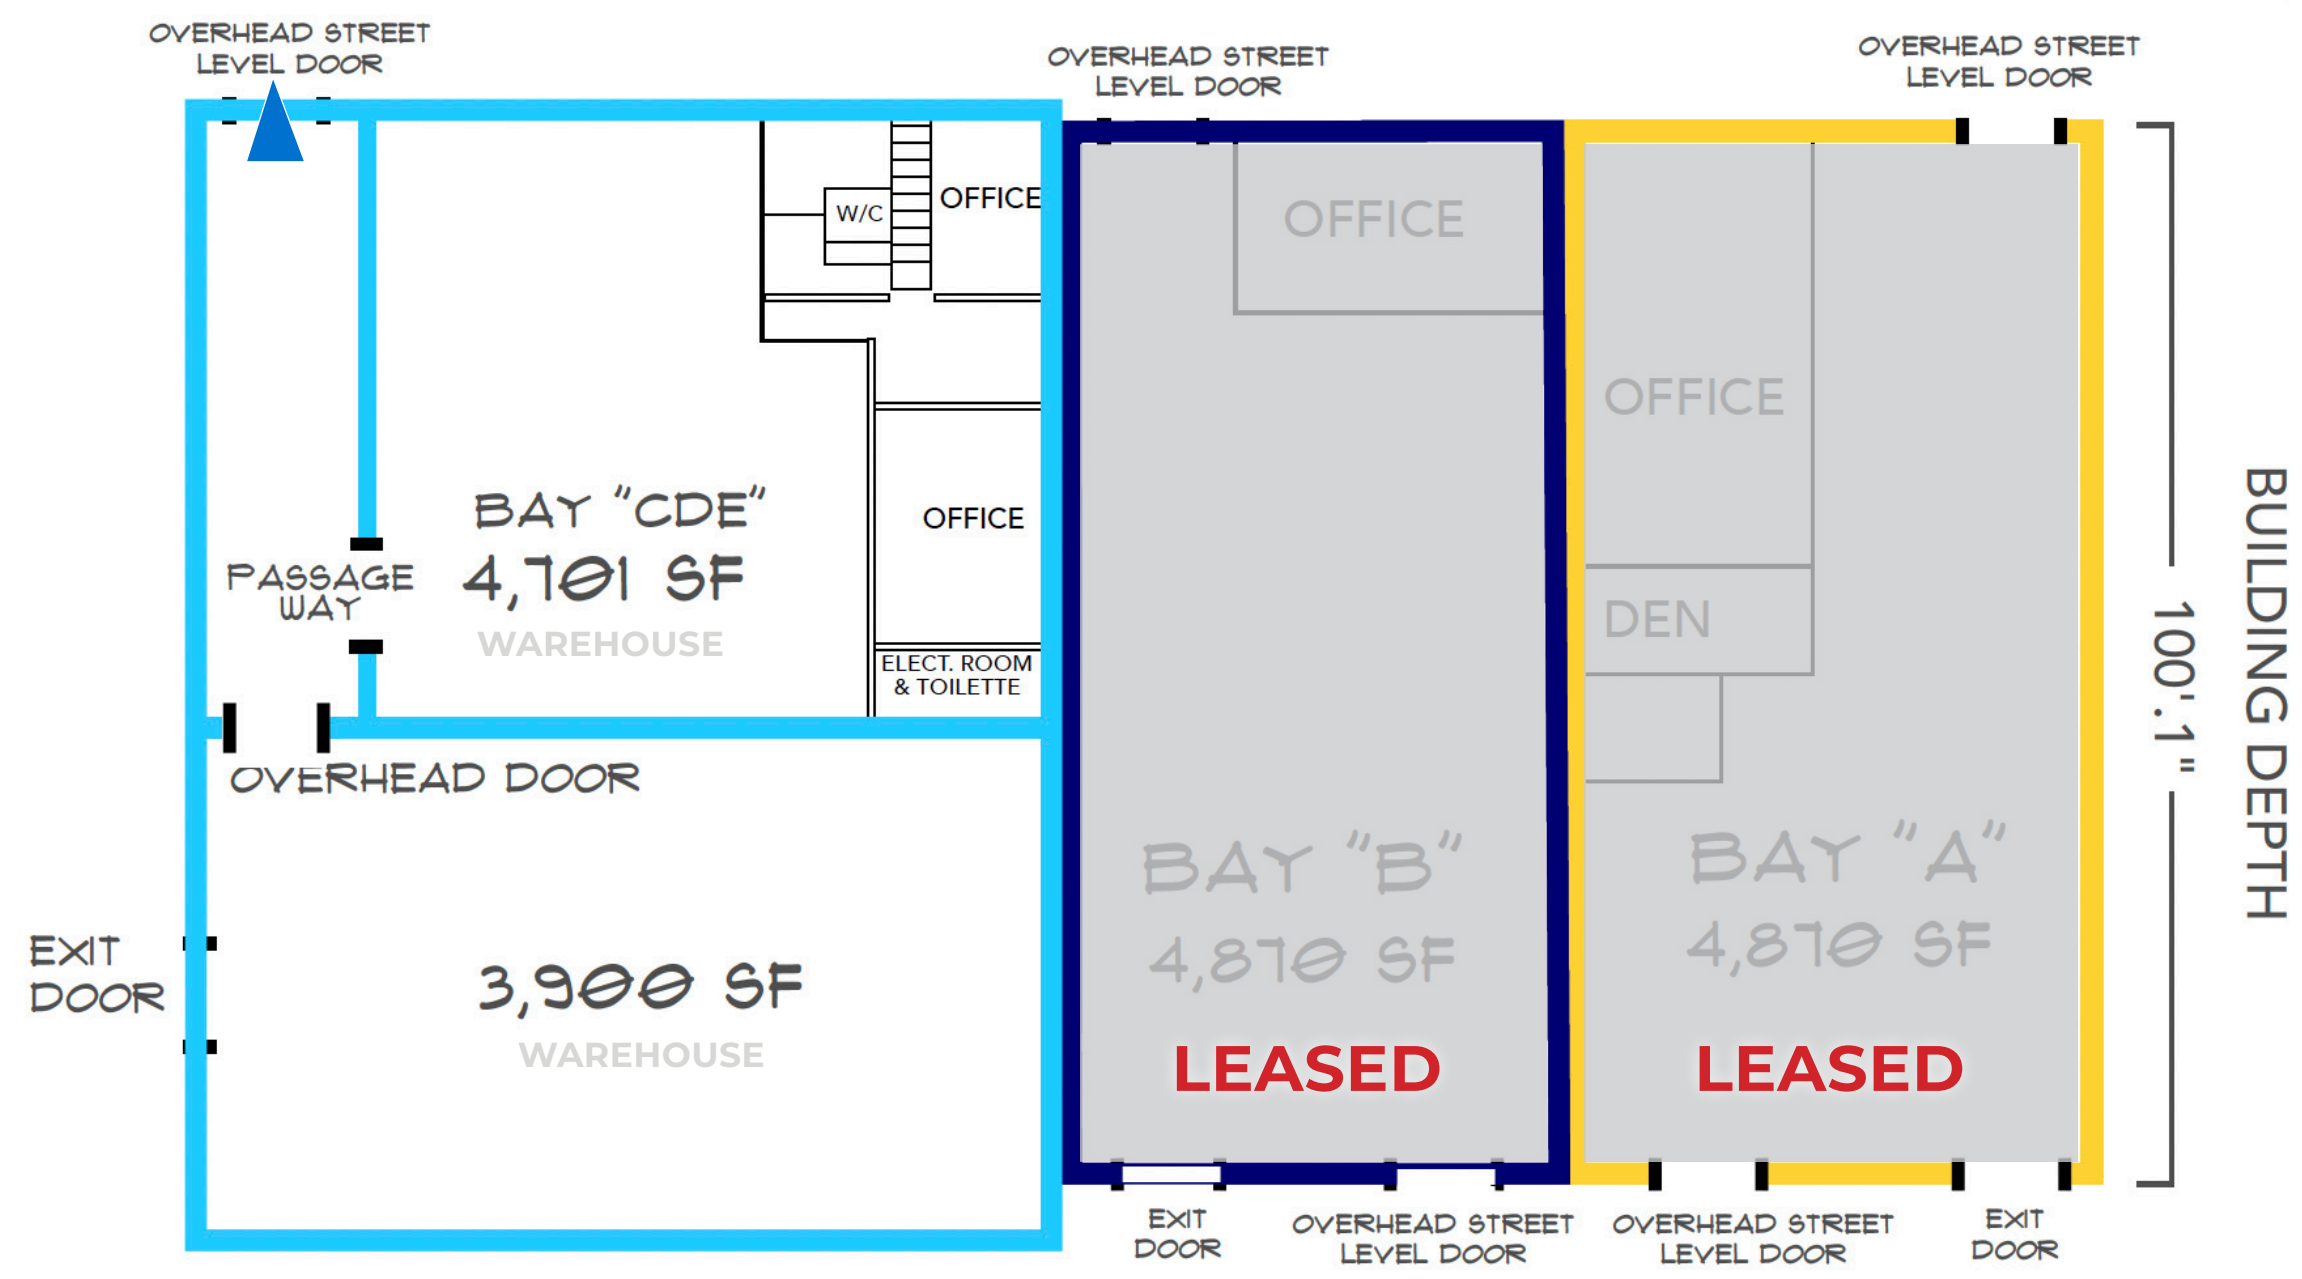 OVERHEAD STREET
LEVEL DOOR
OVERHEAD STREET
LEVEL DOOR
OVERHEAD STREET
LEVEL DOOR
W/C
OFFICE
OFFICE
OFFICE
BAY "CDE"
4,701 SF
WAREHOUSE
OFFICE
PASSAGE
WAY
DEN
ELECT. ROOM
& TOILETTE
OVERHEAD DOOR
BUILDING DEPTH
100'.1"
EXIT
DOOR
3,900 SF
WAREHOUSE
BAY "B"
4,870 SF
LEASED
BAY "A"
4,870 SF
LEASED
EXIT
DOOR
OVERHEAD STREET
LEVEL DOOR
OVERHEAD STREET
LEVEL DOOR
EXIT
DOOR